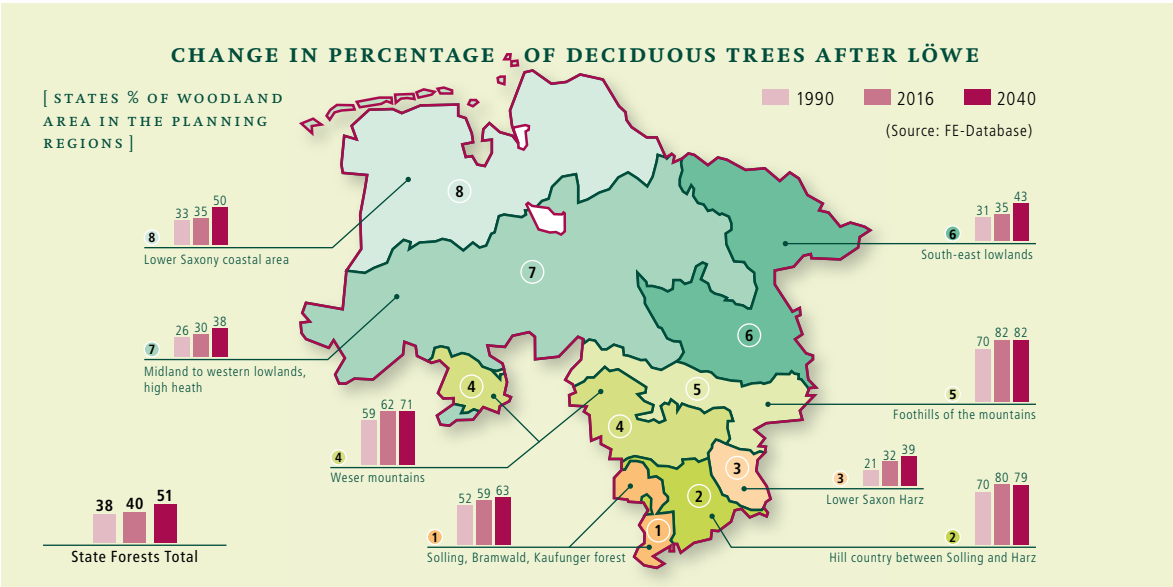 CHANGE IN PERCENTAGE OF DECIDUOUS TREES AFTER LÖWE
[ STATES % OF WOODLAND
AREA IN THE PLANNING
REGIONS ]
1990 2016 2040
(Source: FE-Database)
33 35 50
8
Lower Saxony coastal area
26 30 38
7
Midland to western lowlands,
high heath
59 62 71
4
Weser mountains
38 40 51
State Forests Total
52 59 63
1
Solling, Bramwald, Kaufunger forest
31 35 43
6
South-east lowlands
70 82 82
5
Foothills of the mountains
21 32 39
3
Lower Saxon Harz
70 80 79
2
Hill country between Solling and Harz
8
7
6
4
5
4
3
2
1